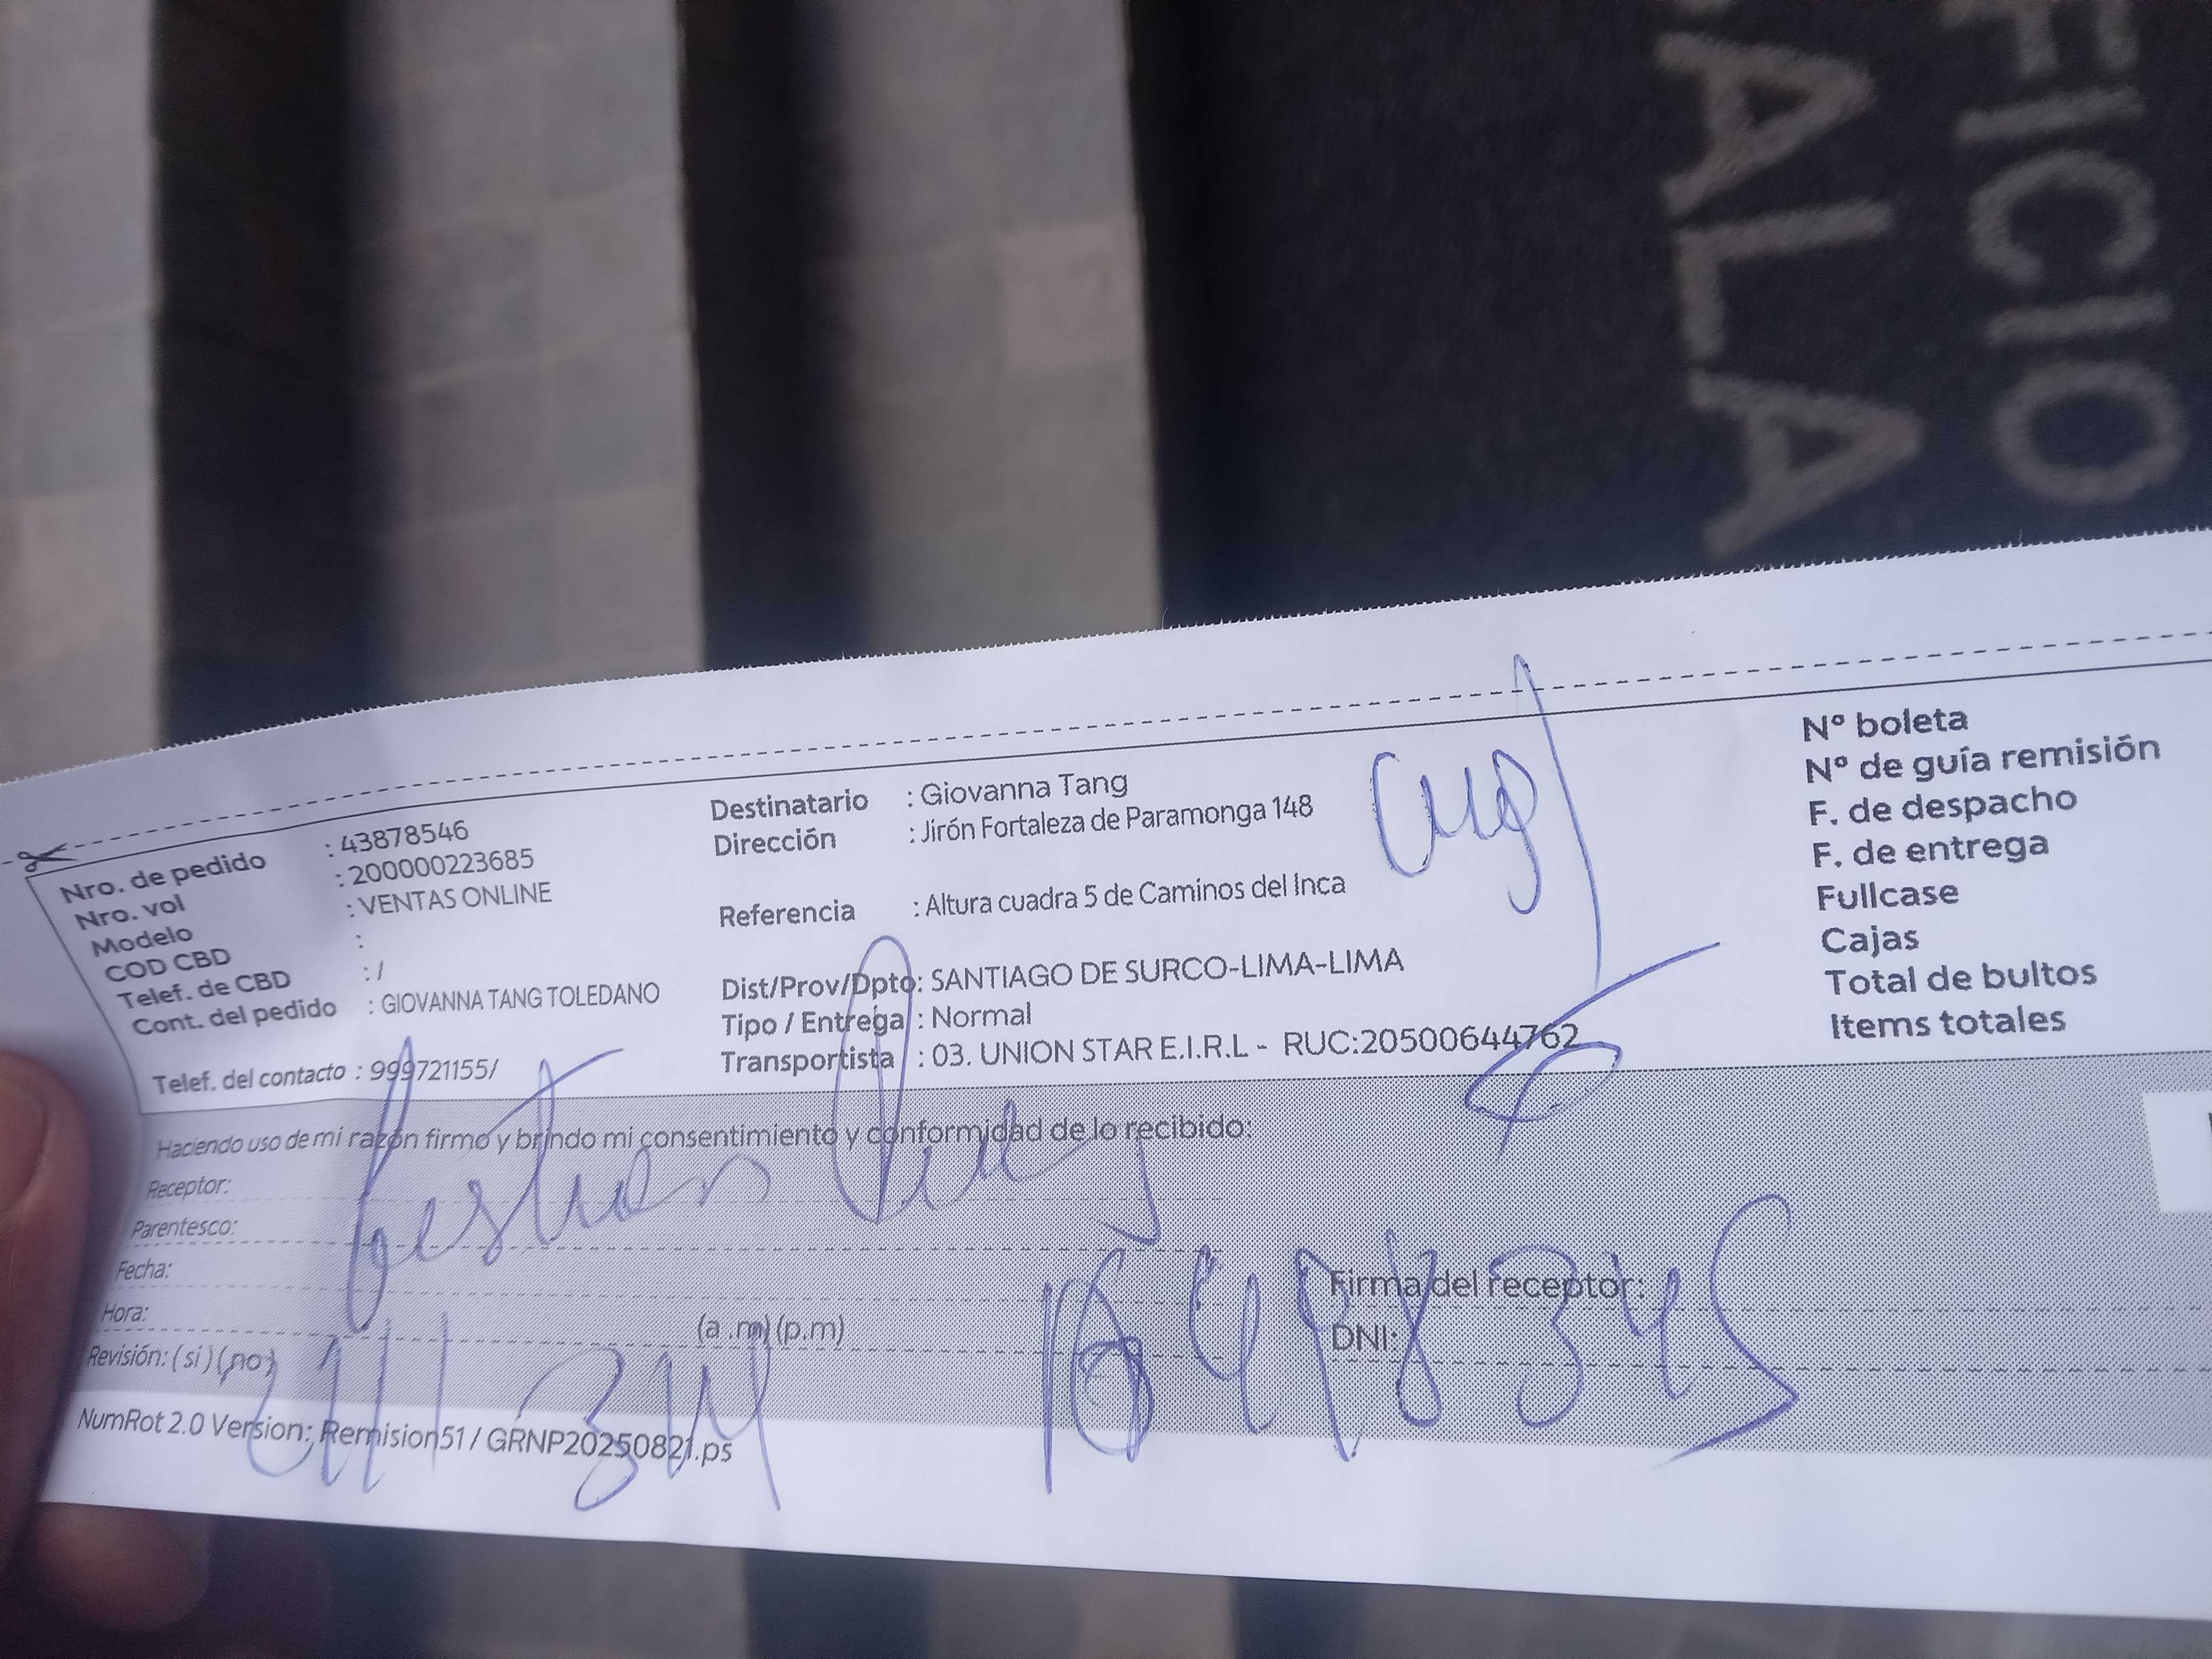 FICIO
ALA
Nro. de pedido : 43878546
Nro. vol : 200000223685
Modelo : VENTAS ONLINE
COD CBD :
Telef. de CBD : /
Cont. del pedido : GIOVANNA TANG TOLEDANO
Telef. del contacto : 999721155/
Destinatario : Giovanna Tang
Dirección : Jirón Fortaleza de Paramonga 148
Referencia : Altura cuadra 5 de Caminos del Inca
Dist/Prov/Dpto: SANTIAGO DE SURCO-LIMA-LIMA
Tipo / Entrega : Normal
Transportista : 03. UNION STAR E.I.R.L - RUC:20500644762
N° boleta
N° de guía remisión
F. de despacho
F. de entrega
Fullcase
Cajas
Total de bultos
Items totales
Haciendo uso de mi razón firmo y brindo mi consentimiento y conformidad de lo recibido:
Receptor:
Parentesco:
Fecha:
Hora: (a .m) (p.m)
Revisión: (si) (no)
Firma del receptor:
DNI:
NumRot 2.0 Version: Remision51 / GRNP20250821.ps